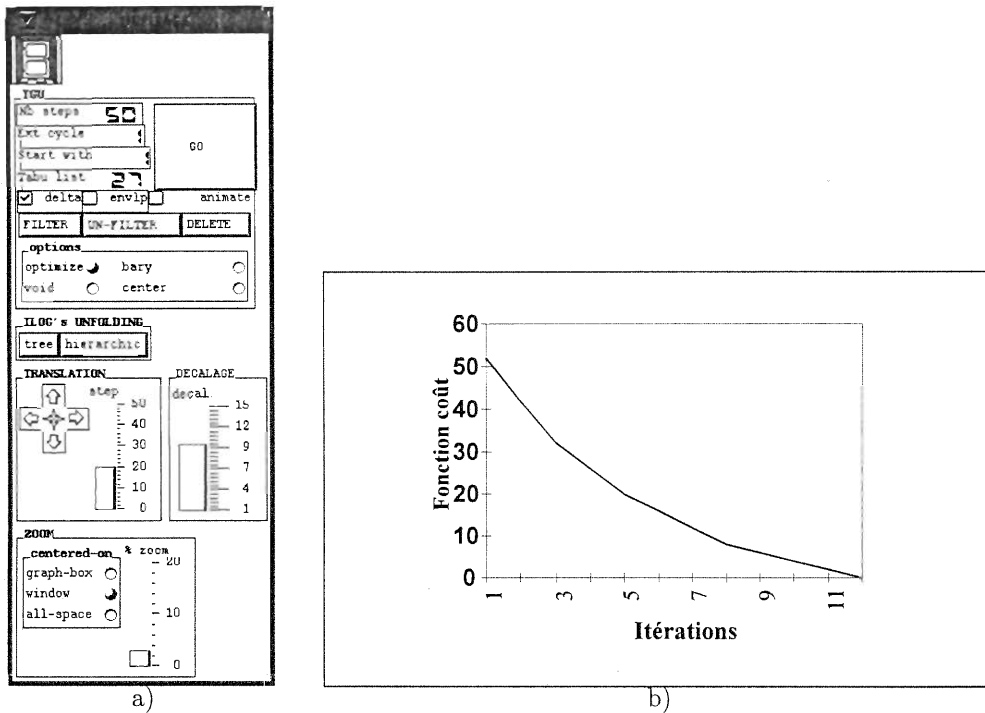 TGU
Nb steps 50
Ext cycle
Start with
Tabu list 27
GO
delta envlp animate
FILTER UN-FILTER DELETE
options
optimize bary
void center
ILOG's UNFOLDING
tree hierarchic
TRANSLATION
step
50
40
30
20
10
0
DECALAGE
decal
15
12
9
7
4
1
ZOOM
centered-on
graph-box
window
all-space
% zoom
20
10
0
a)
Fonction coût
60
50
40
30
20
10
0
1 3 5 7 9 11
Itérations
b)